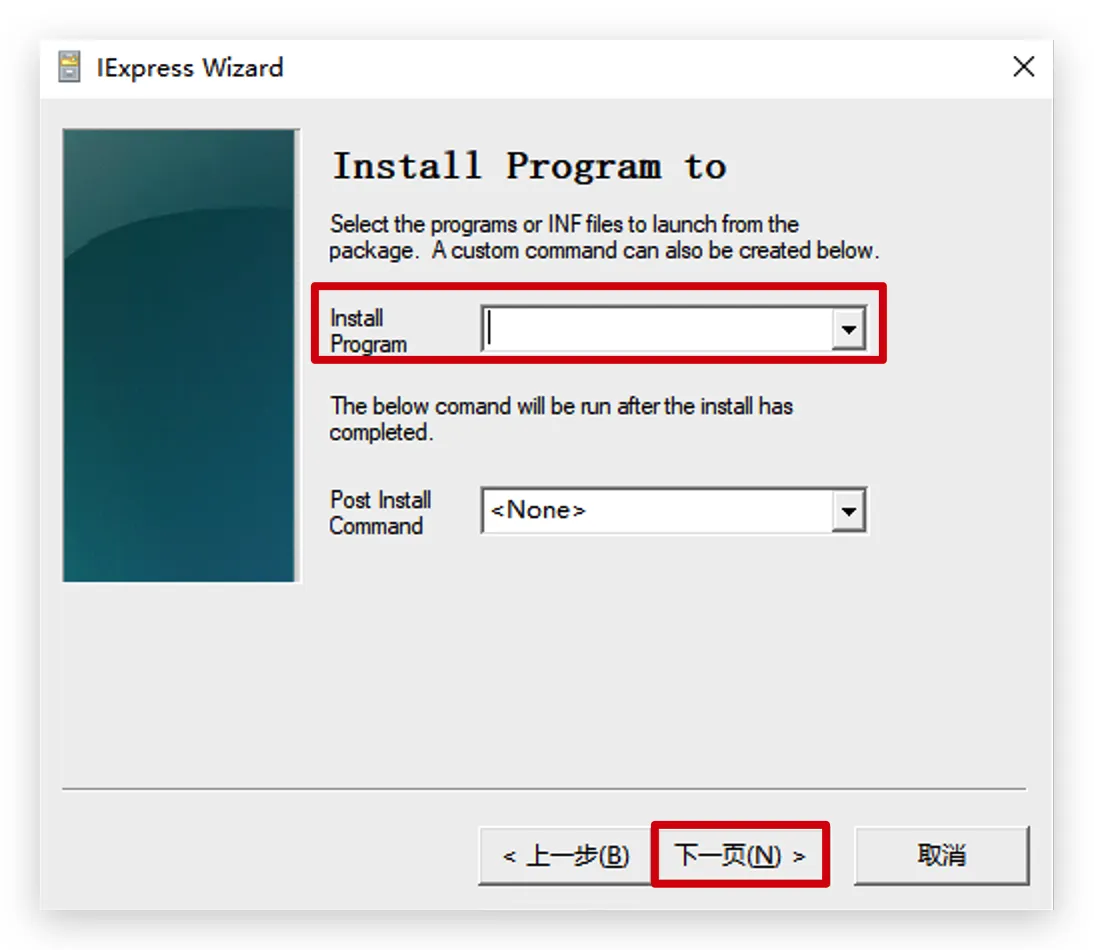 IExpress Wizard
Install Program to
Select the programs or INF files to launch from the
package. A custom command can also be created below.
Install
Program
The below comand will be run after the install has
completed.
Post Install
Command
<None>
< 上一步(B)
下一页(N) >
取消